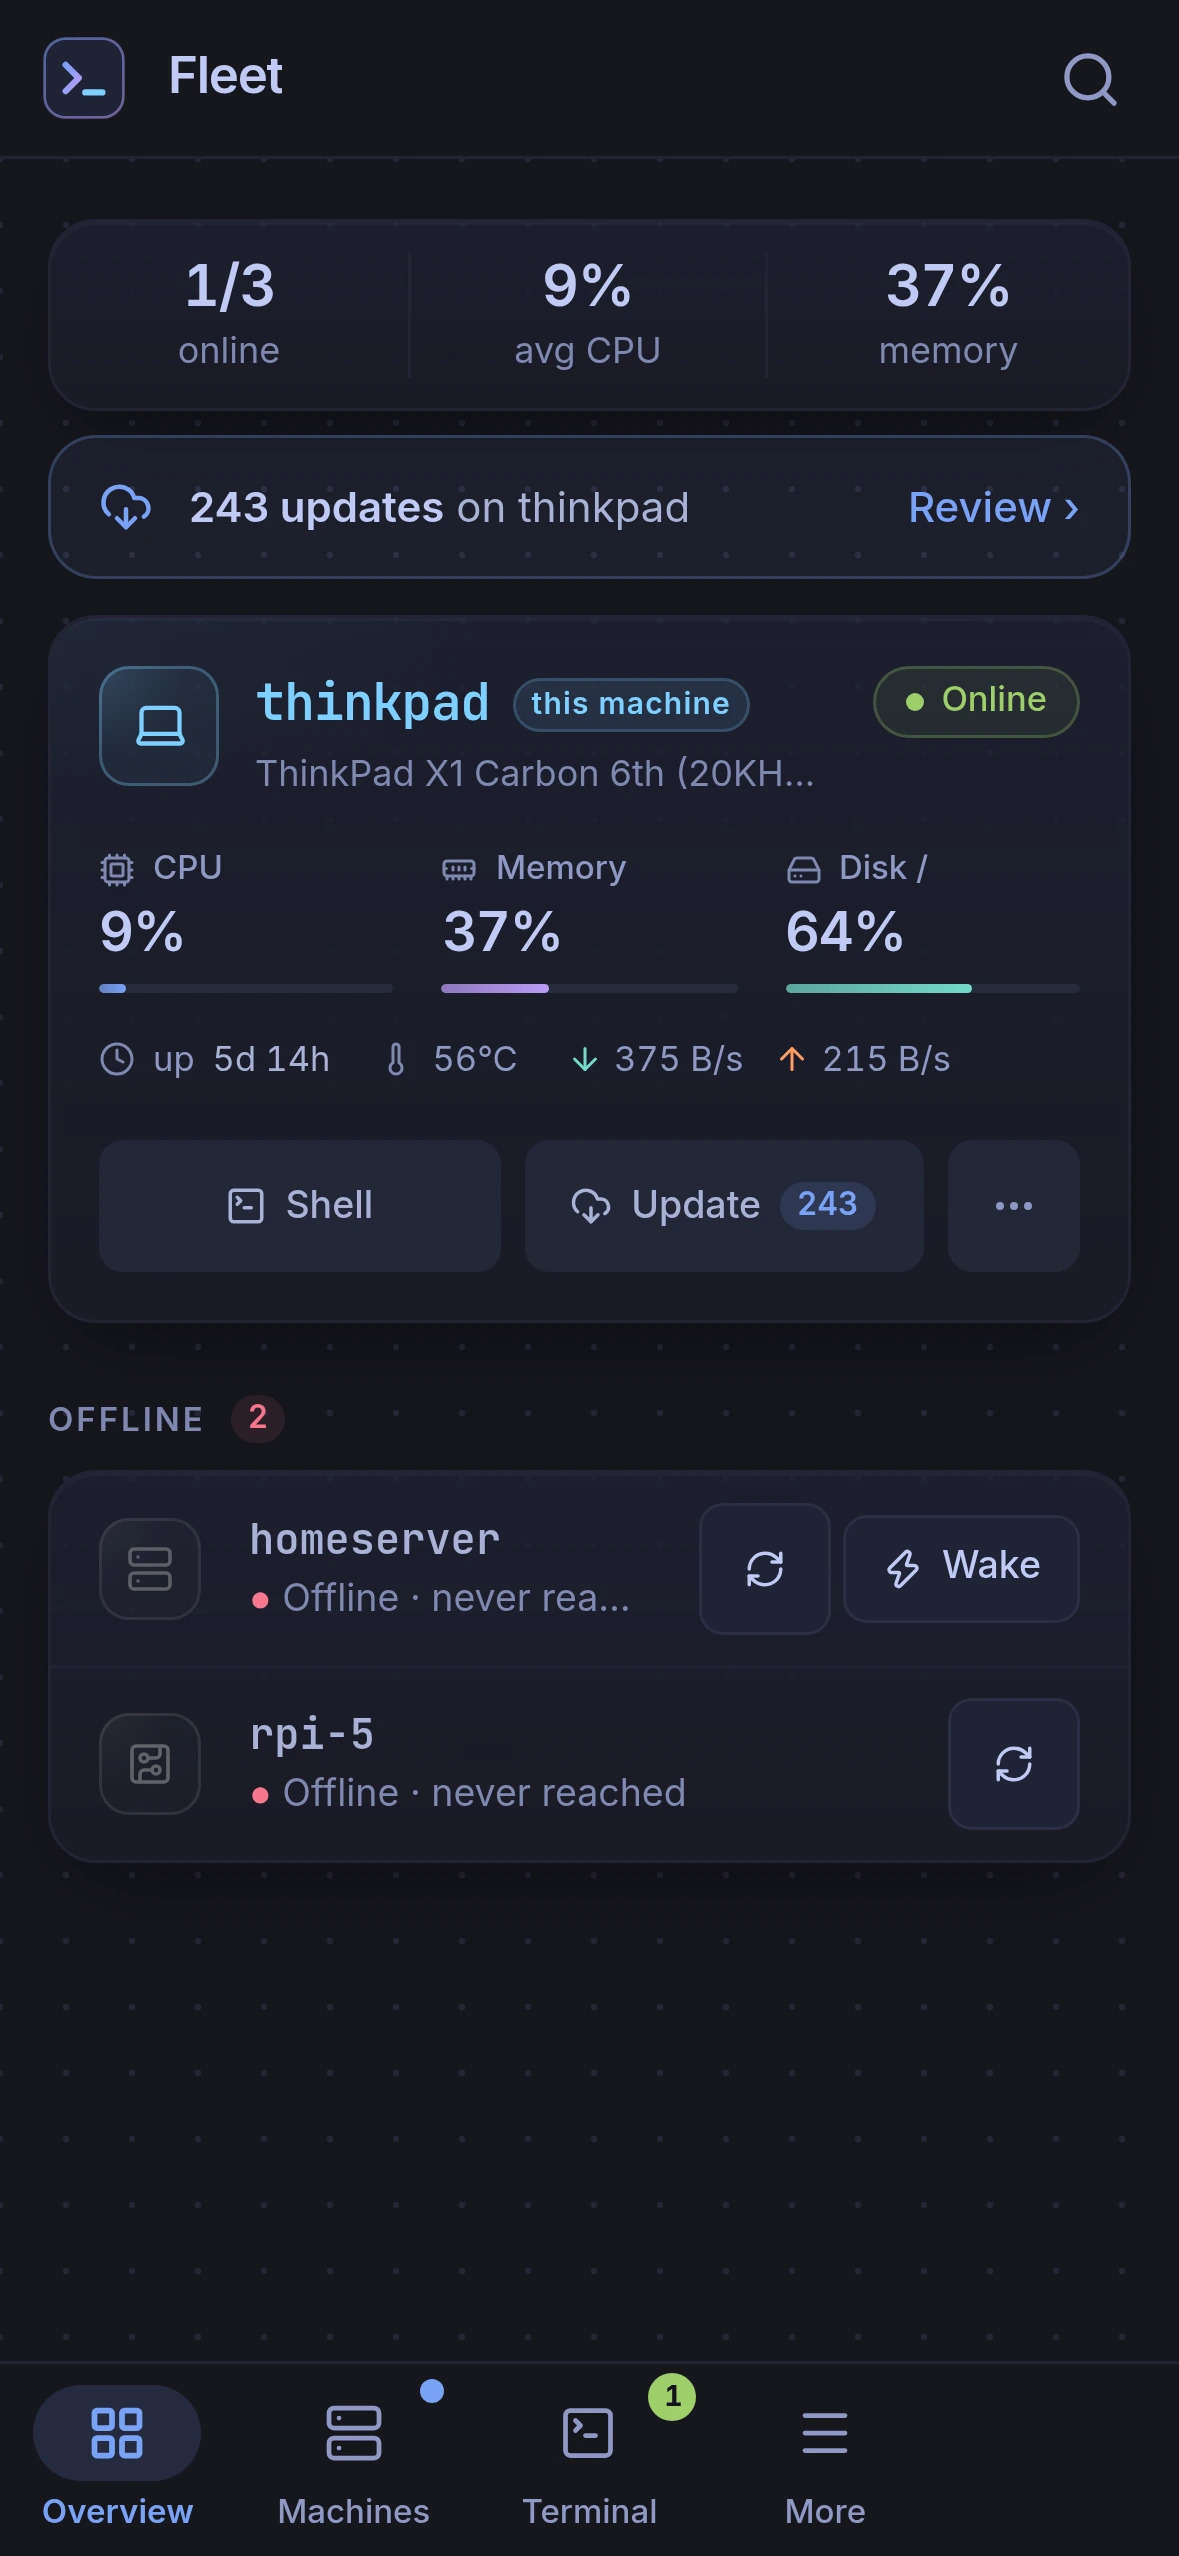 Fleet
1/3
online
9%
avg CPU
37%
memory
243 updates on thinkpad
Review ›
thinkpad
this machine
Online
ThinkPad X1 Carbon 6th (20KH...
CPU
9%
Memory
37%
Disk /
64%
up 5d 14h
56°C
↓ 375 B/s
↑ 215 B/s
Shell
Update 243
OFFLINE 2
homeserver
Offline · never rea...
Wake
rpi-5
Offline · never reached
Overview
Machines
1
Terminal
More